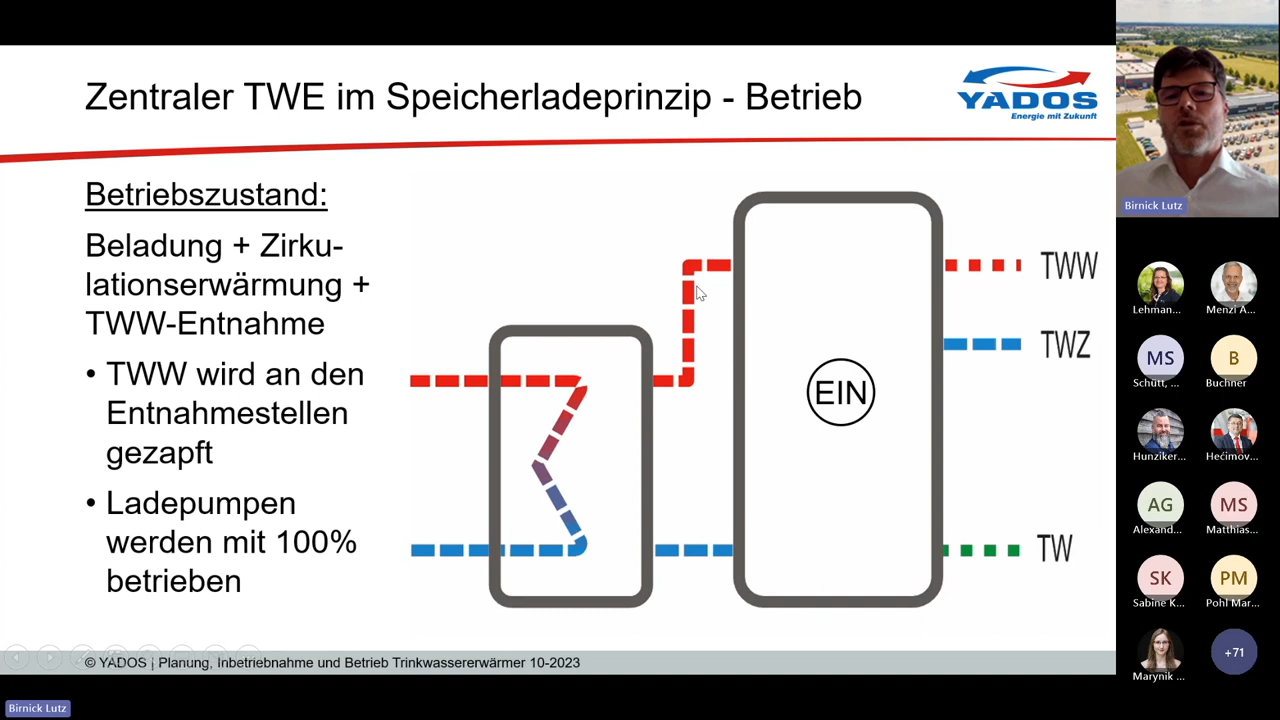 Zentraler TWE im Speicherladeprinzip - Betrieb
YADOS
Energie mit Zukunft
Betriebszustand:
Beladung + Zirku-
lationserwärmung +
TWW-Entnahme
• TWW wird an den
Entnahmestellen
gezapft
• Ladepumpen
werden mit 100%
betrieben
TWW
TWZ
EIN
TW
© YADOS | Planung, Inbetriebnahme und Betrieb Trinkwassererwärmer 10-2023
Birnick Lutz
Birnick Lutz
Lehman...
Menzi A...
MS
B
Schütt, ...
Buchner
Hunziker...
Hećimov...
AG
MS
Alexand...
Matthias...
SK
PM
Sabine K...
Pohl Mar...
Marynik ...
+71